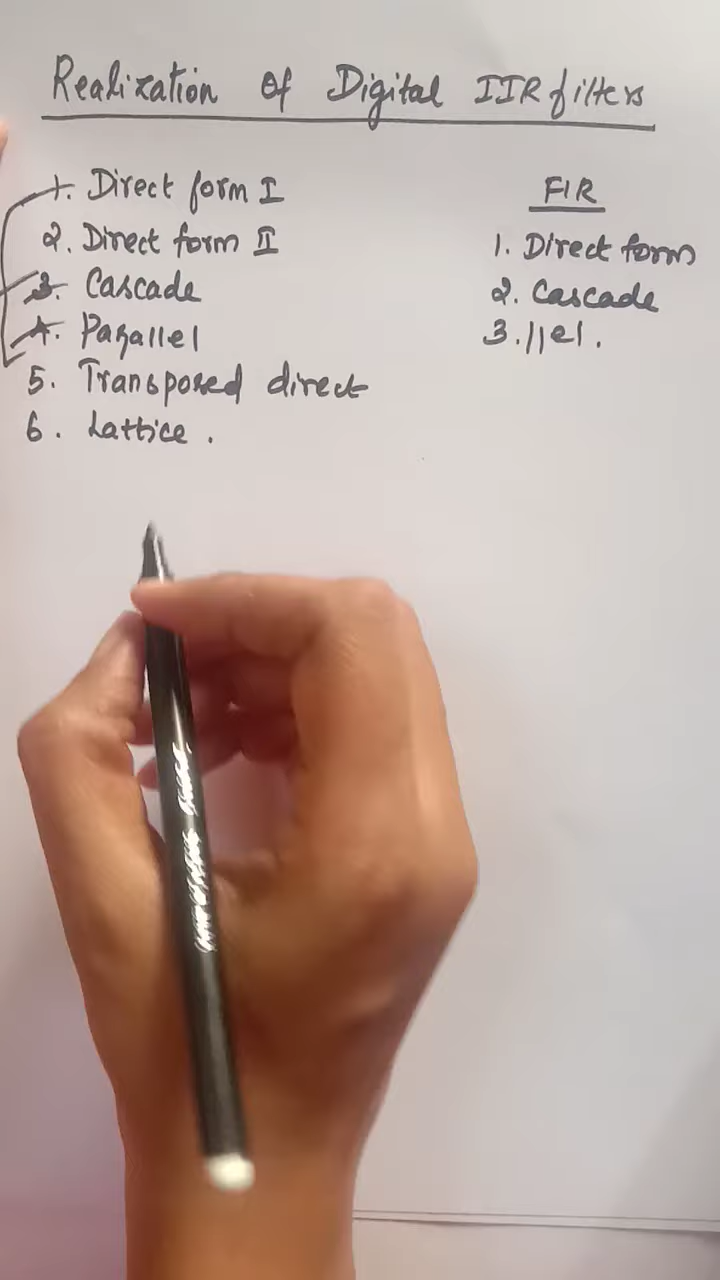 Realization of Digital IIR filters
1. Direct form I
2. Direct form II
3. Cascade
4. Parallel
5. Transposed direct
6. Lattice .
FIR
1. Direct form
2. Cascade
3. llel .